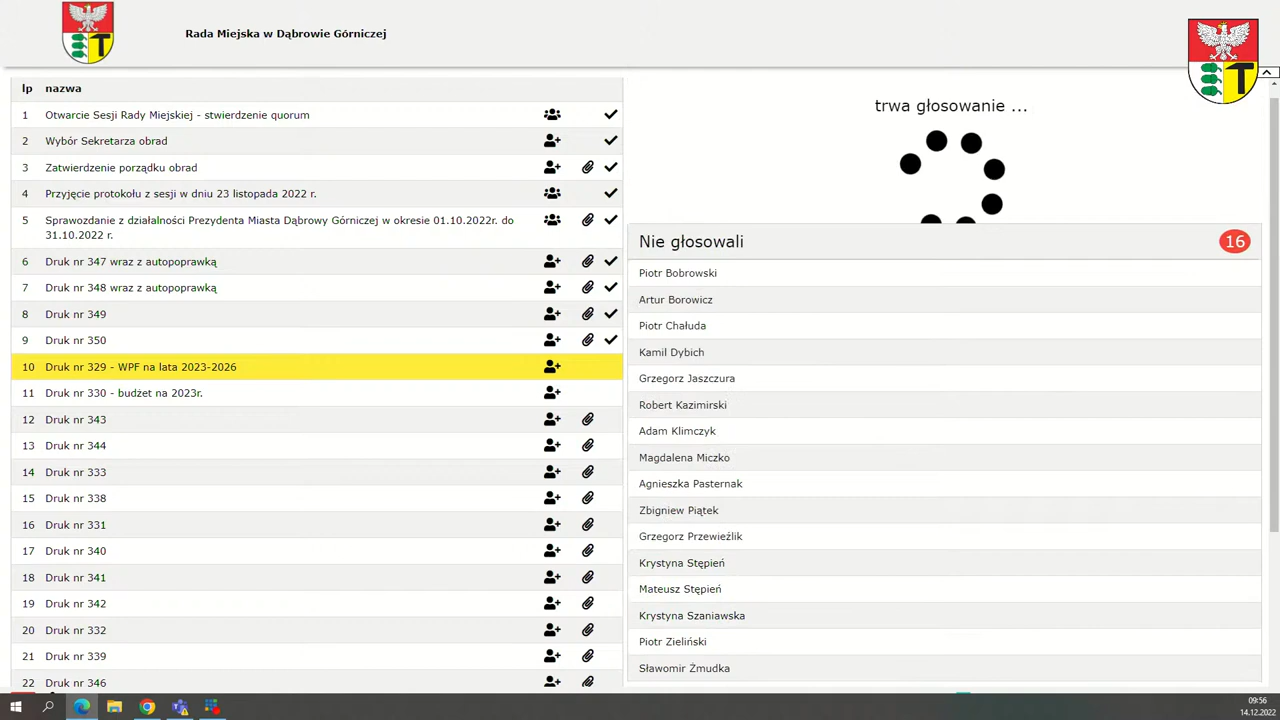 Rada Miejska w Dąbrowie Górniczej
lp nazwa
1 Otwarcie Sesji Rady Miejskiej - stwierdzenie quorum
2 Wybór Sekretarza obrad
3 Zatwierdzenie porządku obrad
4 Przyjęcie protokołu z sesji w dniu 23 listopada 2022 r.
5 Sprawozdanie z działalności Prezydenta Miasta Dąbrowy Górniczej w okresie 01.10.2022r. do
31.10.2022 r.
6 Druk nr 347 wraz z autopoprawką
7 Druk nr 348 wraz z autopoprawką
8 Druk nr 349
9 Druk nr 350
10 Druk nr 329 - WPF na lata 2023-2026
11 Druk nr 330 - budżet na 2023r.
12 Druk nr 343
13 Druk nr 344
14 Druk nr 333
15 Druk nr 338
16 Druk nr 331
17 Druk nr 340
18 Druk nr 341
19 Druk nr 342
20 Druk nr 332
21 Druk nr 339
22 Druk nr 346
trwa głosowanie ...
Nie głosowali 16
Piotr Bobrowski
Artur Borowicz
Piotr Chałuda
Kamil Dybich
Grzegorz Jaszczura
Robert Kazimirski
Adam Klimczyk
Magdalena Miczko
Agnieszka Pasternak
Zbigniew Piątek
Grzegorz Przewieźlik
Krystyna Stępień
Mateusz Stępień
Krystyna Szaniawska
Piotr Zieliński
Sławomir Żmudka
09:56
14.12.2022